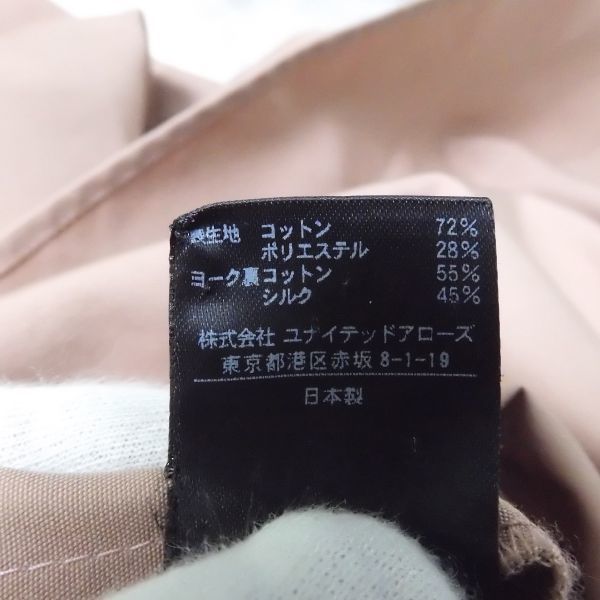 表生地 コットン 72%
ポリエステル 28%
ヨーク裏コットン 55%
シルク 45%
株式会社 ユナイテッドアローズ
東京都港区赤坂 8-1-19
日本製